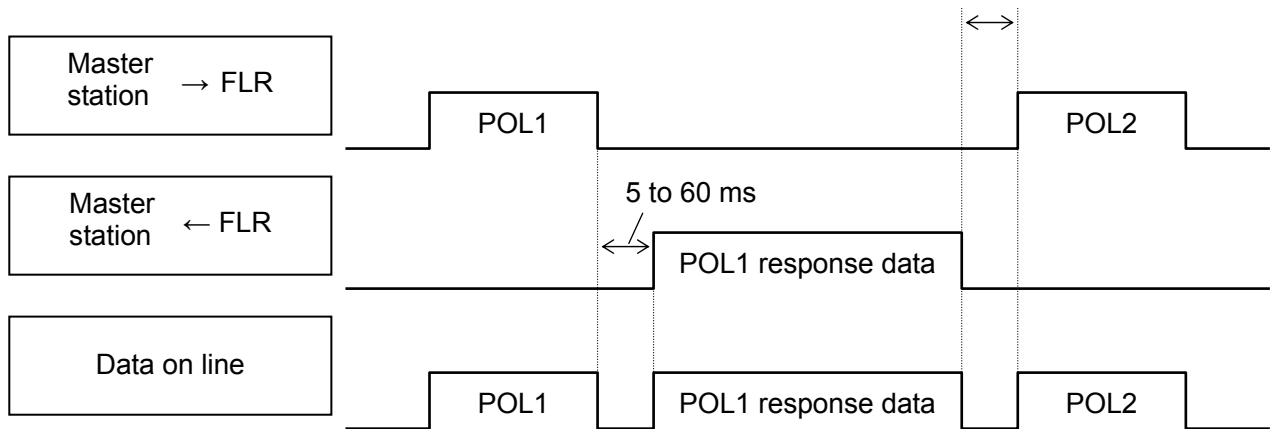 Master
station → FLR
POL1
POL2
Master
station ← FLR
5 to 60 ms
POL1 response data
Data on line
POL1
POL1 response data
POL2